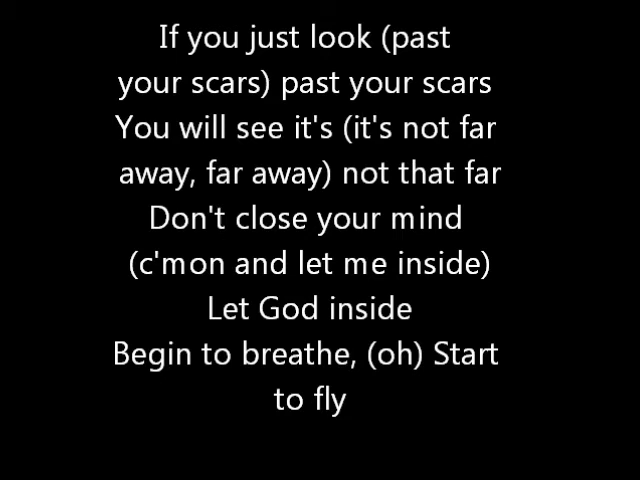 If you just look (past
your scars) past your scars
You will see it's (it's not far
away, far away) not that far
Don't close your mind
(c'mon and let me inside)
Let God inside
Begin to breathe, (oh) Start
to fly